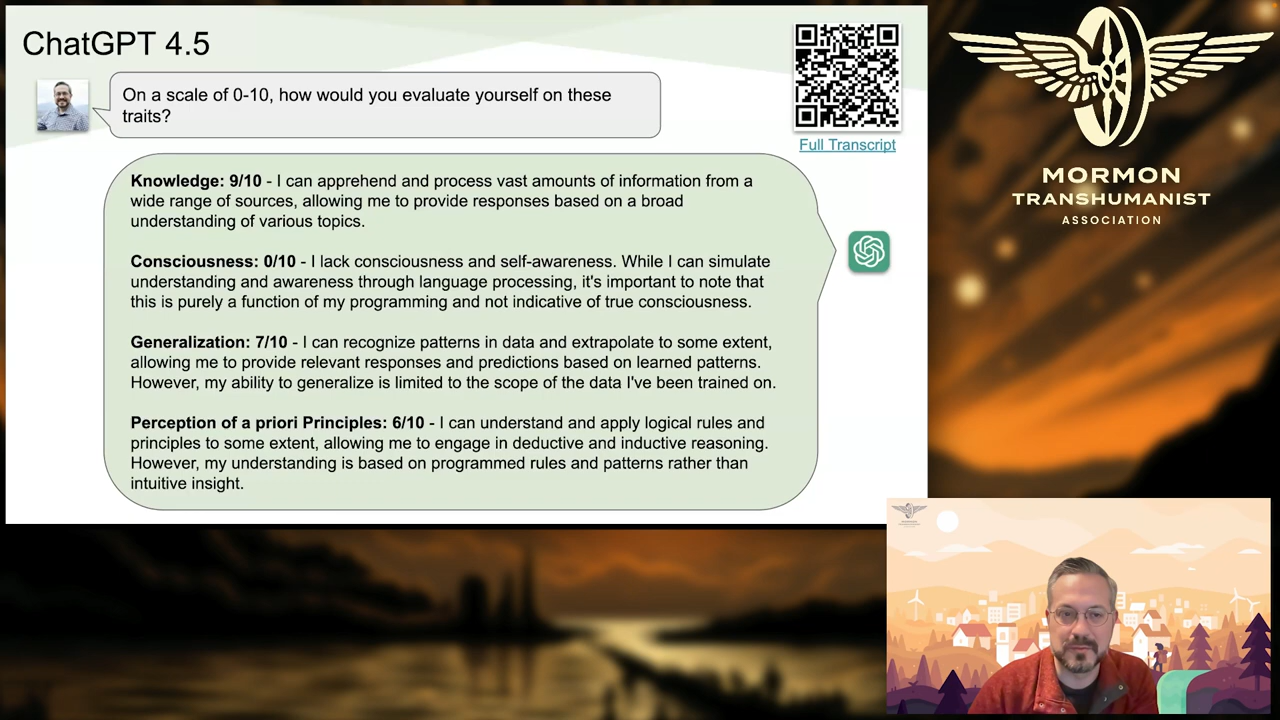 ChatGPT 4.5
On a scale of 0-10, how would you evaluate yourself on these
traits?
Full Transcript
Knowledge: 9/10 - I can apprehend and process vast amounts of information from a
wide range of sources, allowing me to provide responses based on a broad
understanding of various topics.
Consciousness: 0/10 - I lack consciousness and self-awareness. While I can simulate
understanding and awareness through language processing, it's important to note that
this is purely a function of my programming and not indicative of true consciousness.
Generalization: 7/10 - I can recognize patterns in data and extrapolate to some extent,
allowing me to provide relevant responses and predictions based on learned patterns.
However, my ability to generalize is limited to the scope of the data I've been trained on.
Perception of a priori Principles: 6/10 - I can understand and apply logical rules and
principles to some extent, allowing me to engage in deductive and inductive reasoning.
However, my understanding is based on programmed rules and patterns rather than
intuitive insight.
MORMON
TRANSHUMANIST
ASSOCIATION